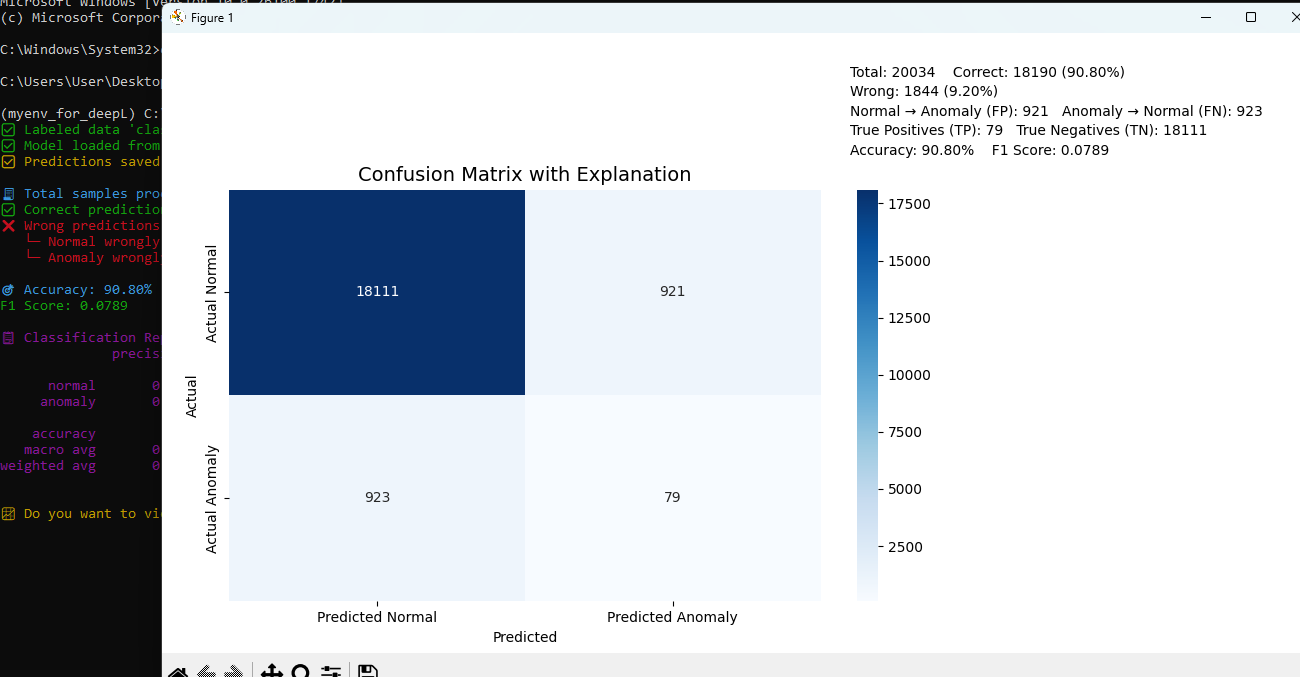 (c) Microsoft Corpor
C:\Windows\System32>
C:\Users\User\Deskto
(myenv_for_deepL) C:
Labeled data 'cla
Model loaded from
Predictions saved
Total samples pro
Correct predictio
Wrong predictions
└─ Normal wrongly
└─ Anomaly wrongl
Accuracy: 90.80%
F1 Score: 0.0789
Classification Re
precis
normal 0
anomaly 0
accuracy
macro avg 0
weighted avg 0
Do you want to vi
Figure 1
Total: 20034 Correct: 18190 (90.80%)
Wrong: 1844 (9.20%)
Normal → Anomaly (FP): 921 Anomaly → Normal (FN): 923
True Positives (TP): 79 True Negatives (TN): 18111
Accuracy: 90.80% F1 Score: 0.0789
Confusion Matrix with Explanation
Actual
Actual Normal
18111
921
Actual Anomaly
923
79
Predicted Normal
Predicted Anomaly
Predicted
17500
15000
12500
10000
7500
5000
2500